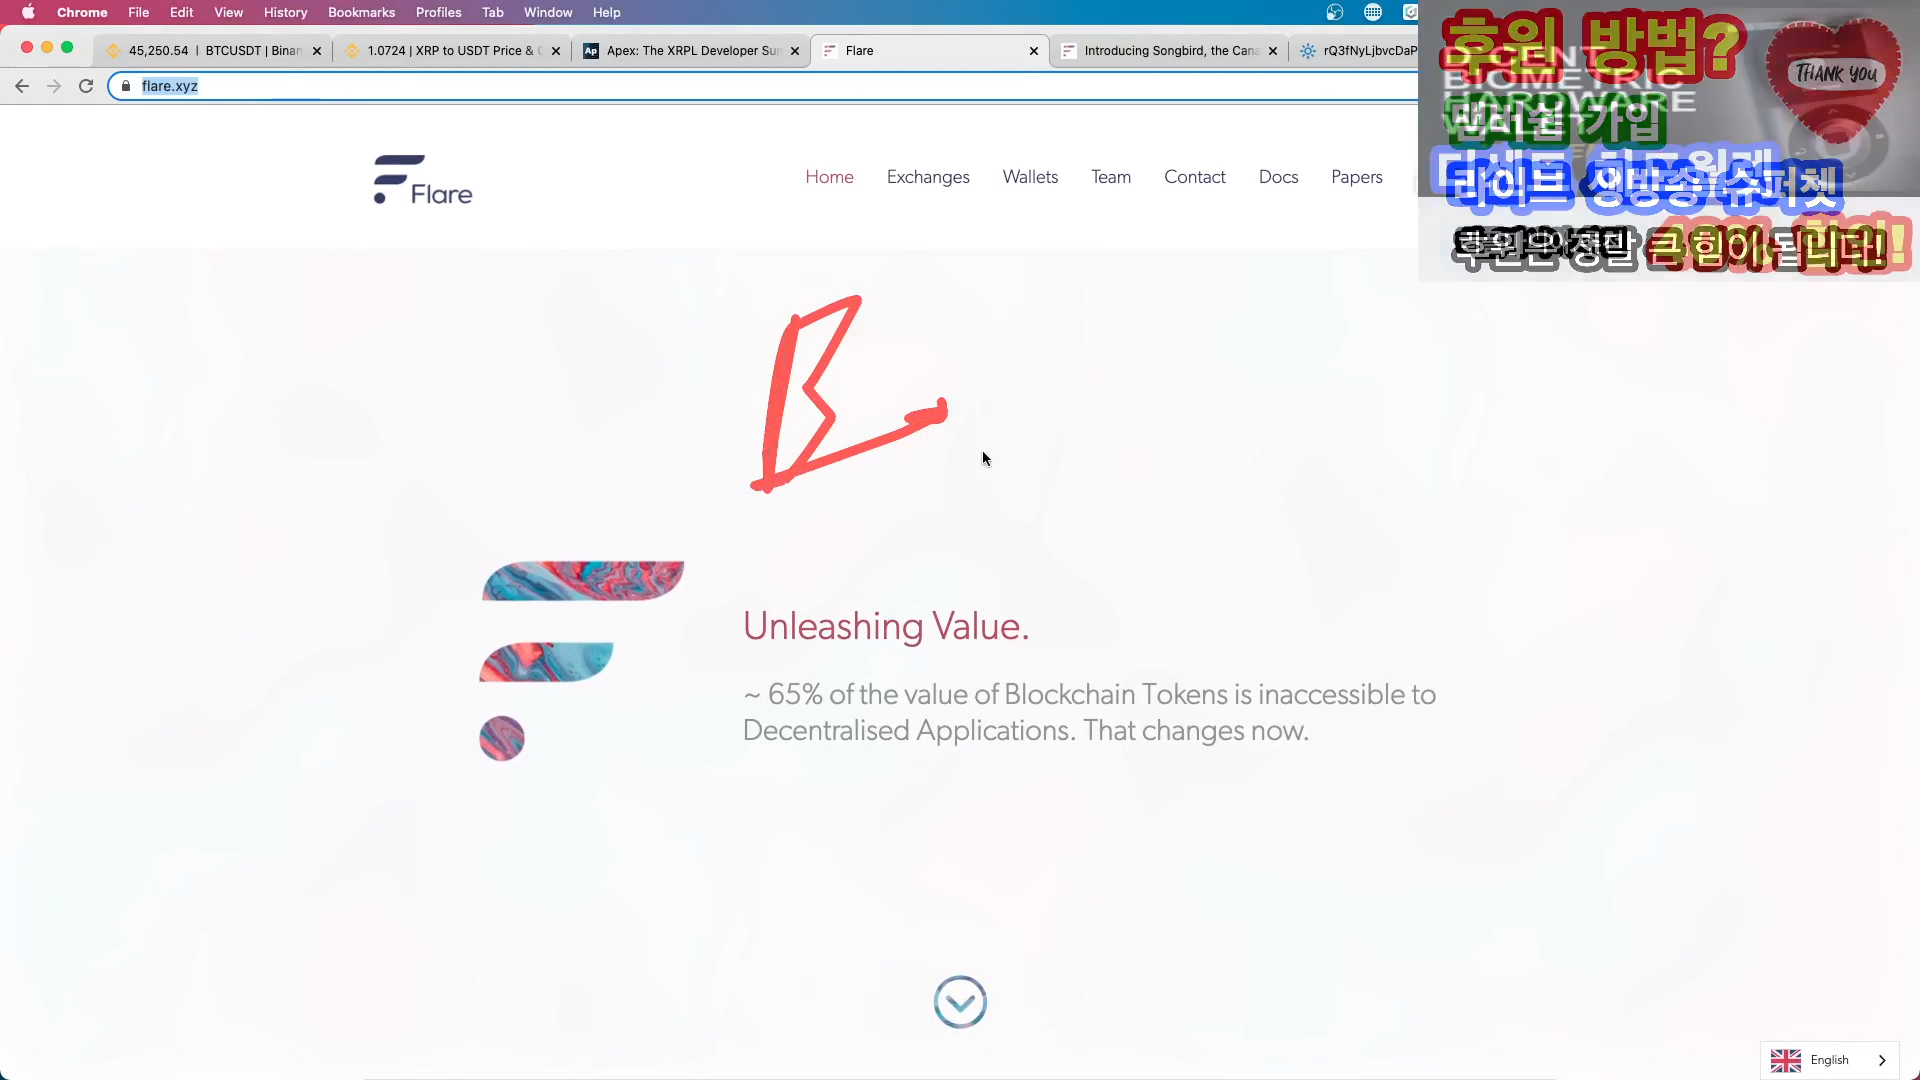 Chrome File Edit View History Bookmarks Profiles Tab Window Help
45,250.54 | BTCUSDT | Binan
1.0724 | XRP to USDT Price &
Apex: The XRPL Developer Su
Flare
Introducing Songbird, the Cana
rQ3fNyLjbvcDaP
flare.xyz
후원 방법?
THANK YOU
BIOMETRIC
HARDWARE
멤버쉽 가입
라이브 생방송 슈퍼챗
Flare
Home Exchanges Wallets Team Contact Docs Papers
큰 힘이 됩니다!
B
Unleashing Value.
~ 65% of the value of Blockchain Tokens is inaccessible to
Decentralised Applications. That changes now.
English